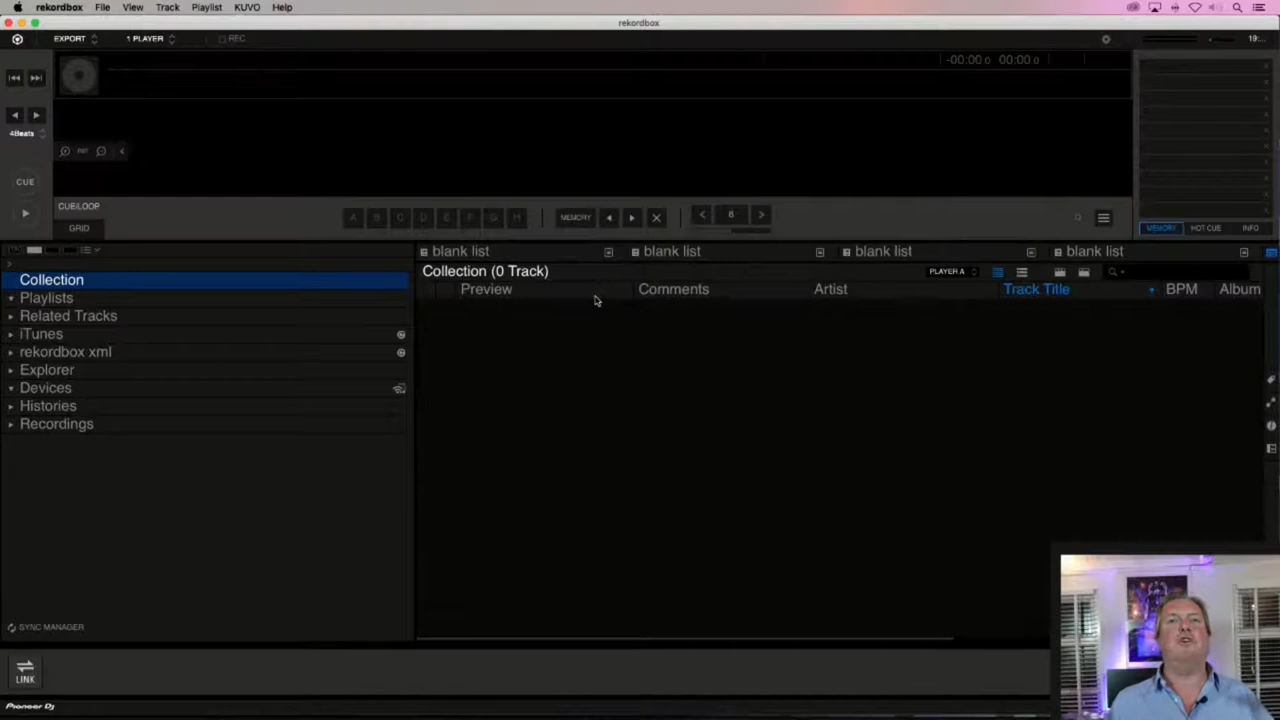 rekordbox File View Track Playlist KUVO Help
rekordbox
EXPORT 1 PLAYER REC 19:...
-00:00.0 00:00.0
4Beats
CUE
CUE/LOOP
GRID
A B C D E F G H MEMORY 8
MEMORY HOT CUE INFO
blank list blank list blank list blank list
Collection (0 Track) PLAYER A
Preview Comments Artist Track Title BPM Album
Collection
Playlists
Related Tracks
iTunes
rekordbox xml
Explorer
Devices
Histories
Recordings
SYNC MANAGER
LINK
Pioneer Dj